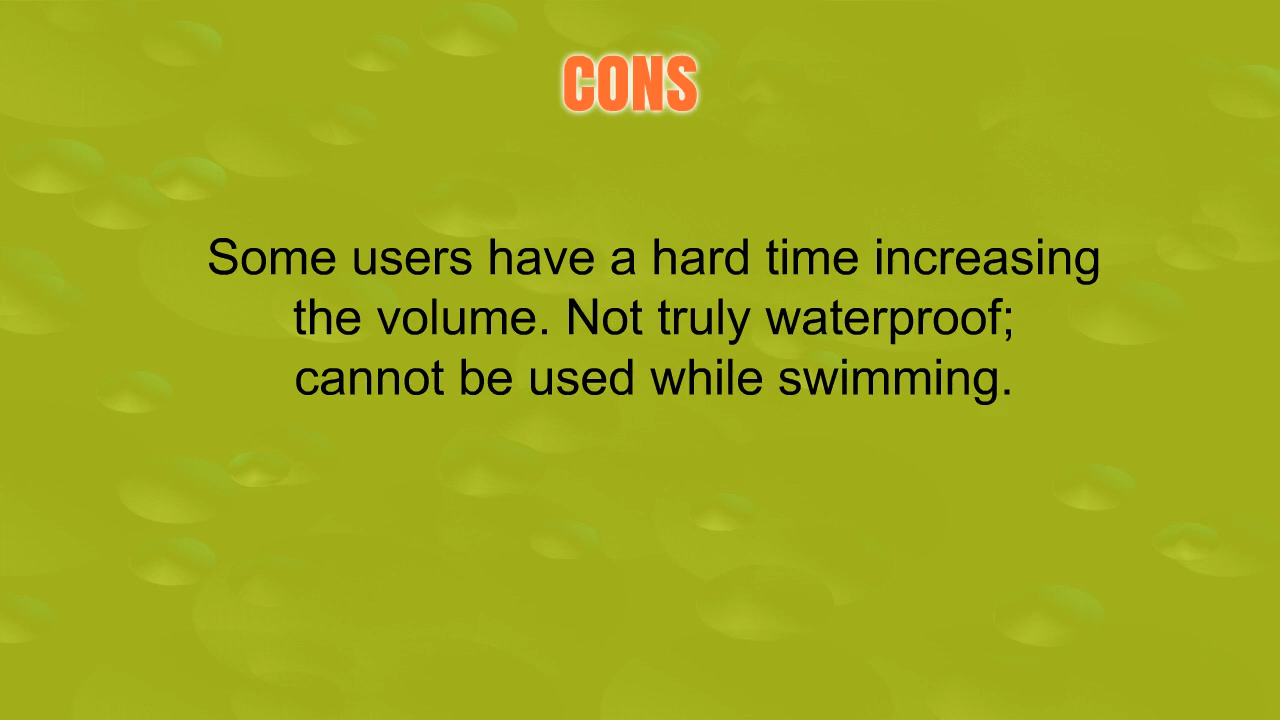 CONS
Some users have a hard time increasing
the volume. Not truly waterproof;
cannot be used while swimming.